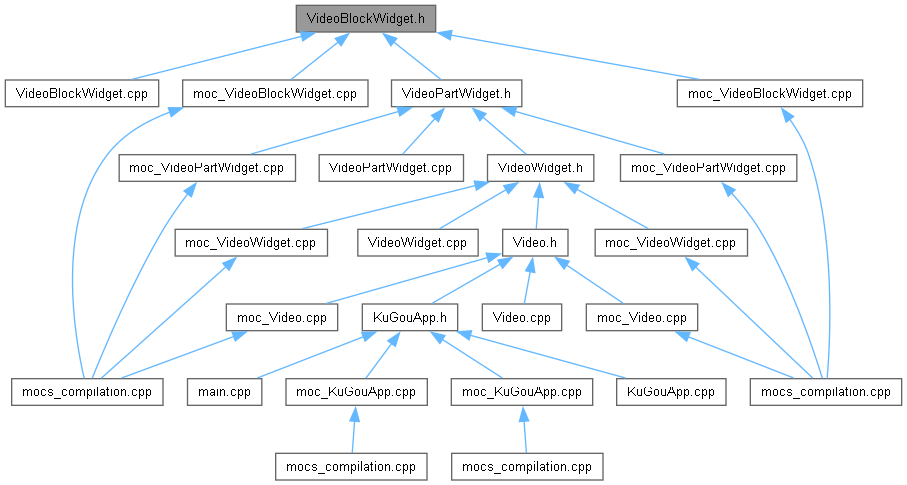 VideoBlockWidget.h
VideoBlockWidget.cpp
moc_VideoBlockWidget.cpp
VideoPartWidget.h
moc_VideoBlockWidget.cpp
moc_VideoPartWidget.cpp
VideoPartWidget.cpp
VideoWidget.h
moc_VideoPartWidget.cpp
moc_VideoWidget.cpp
VideoWidget.cpp
Video.h
moc_VideoWidget.cpp
moc_Video.cpp
KuGouApp.h
Video.cpp
moc_Video.cpp
mocs_compilation.cpp
main.cpp
moc_KuGouApp.cpp
moc_KuGouApp.cpp
KuGouApp.cpp
mocs_compilation.cpp
mocs_compilation.cpp
mocs_compilation.cpp